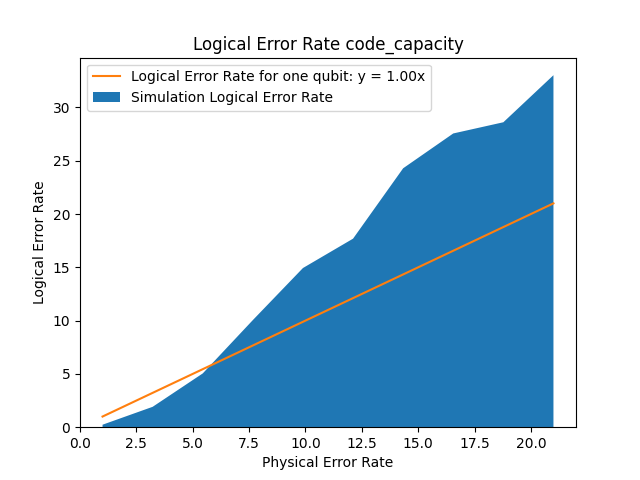 Logical Error Rate code_capacity
Logical Error Rate for one qubit: y = 1.00x
Simulation Logical Error Rate
Logical Error Rate
30
25
20
15
10
5
0
0.0 2.5 5.0 7.5 10.0 12.5 15.0 17.5 20.0
Physical Error Rate